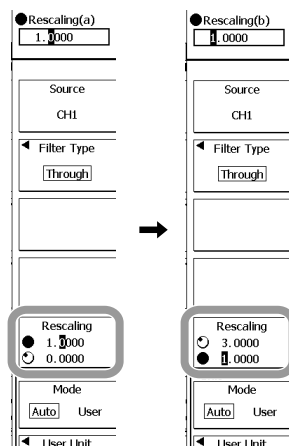 Rescaling(a)
1.0000
Source
CH1
Filter Type
Through
Rescaling
1.0000
0.0000
Mode
Auto User
User Unit
Rescaling(b)
1.0000
Source
CH1
Filter Type
Through
Rescaling
3.0000
1.0000
Mode
Auto User
User Unit